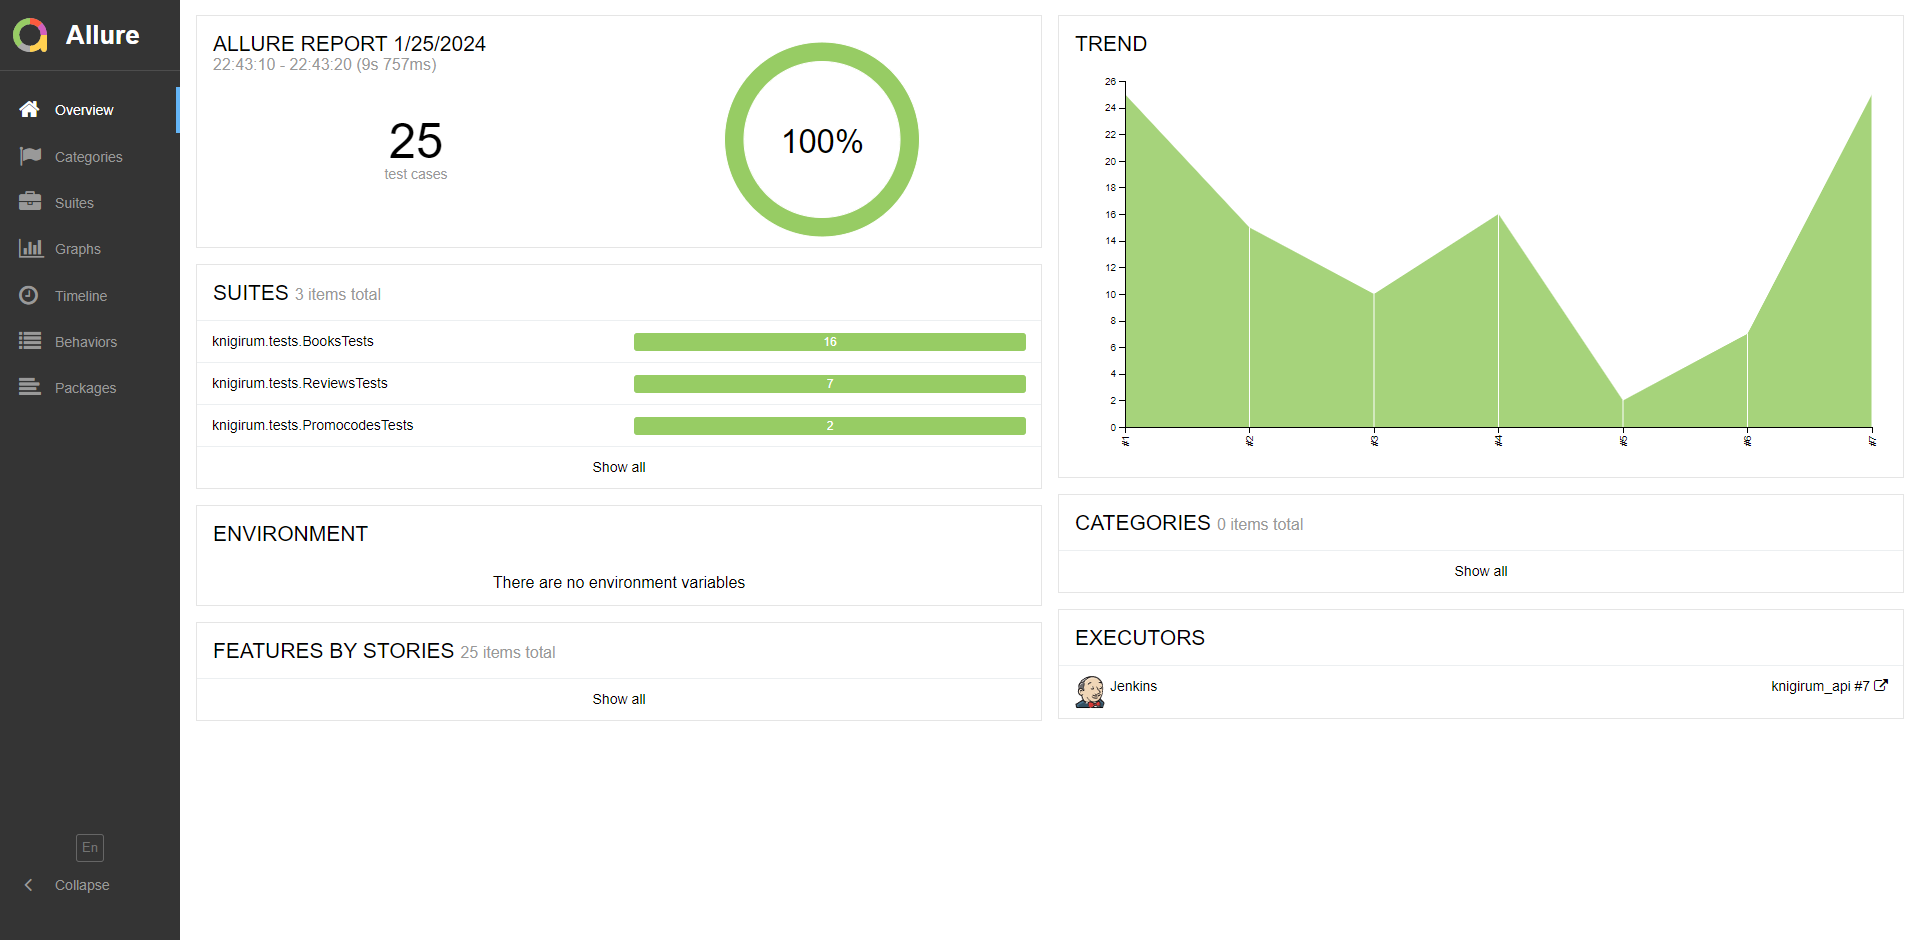 Allure
Overview
Categories
Suites
Graphs
Timeline
Behaviors
Packages
En
Collapse
ALLURE REPORT 1/25/2024
22:43:10 - 22:43:20 (9s 757ms)
25
test cases
100%
SUITES 3 items total
knigirum.tests.BooksTests 16
knigirum.tests.ReviewsTests 7
knigirum.tests.PromocodesTests 2
Show all
ENVIRONMENT
There are no environment variables
FEATURES BY STORIES 25 items total
Show all
TREND
26
24
22
20
18
16
14
12
10
8
6
4
2
0
#1 #2 #3 #4 #5 #6 #7
CATEGORIES 0 items total
Show all
EXECUTORS
Jenkins knigirum_api #7